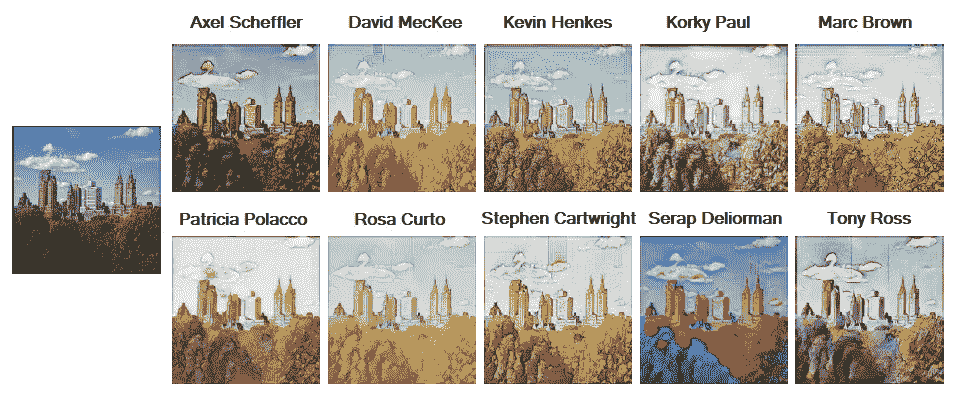 Axel Scheffler
David MecKee
Kevin Henkes
Korky Paul
Marc Brown
Patricia Polacco
Rosa Curto
Stephen Cartwright
Serap Deliorman
Tony Ross